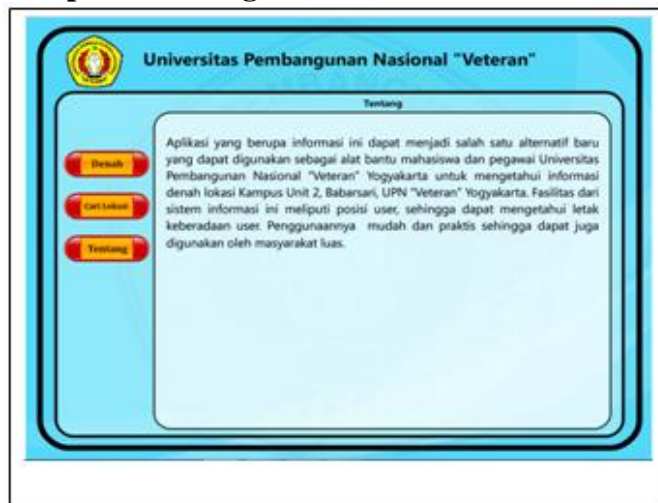 Universitas Pembangunan Nasional "Veteran"
Tentang
Denah
Cari Lokasi
Tentang
Aplikasi yang berupa informasi ini dapat menjadi salah satu alternatif baru
yang dapat digunakan sebagai alat bantu mahasiswa dan pegawai Universitas
Pembangunan Nasional "Veteran" Yogyakarta untuk mengetahui informasi
denah lokasi Kampus Unit 2, Babarsari, UPN "Veteran" Yogyakarta. Fasilitas dari
sistem informasi ini meliputi posisi user, sehingga dapat mengetahui letak
keberadaan user. Penggunaannya mudah dan praktis sehingga dapat juga
digunakan oleh masyarakat luas.